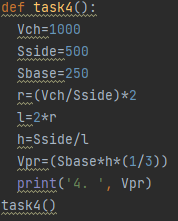 def task4():
    Vch=1000
    Sside=500
    Sbase=250
    r=(Vch/Sside)*2
    l=2*r
    h=Sside/l
    Vpr=(Sbase*h*(1/3))
    print('4. ', Vpr)
task4()